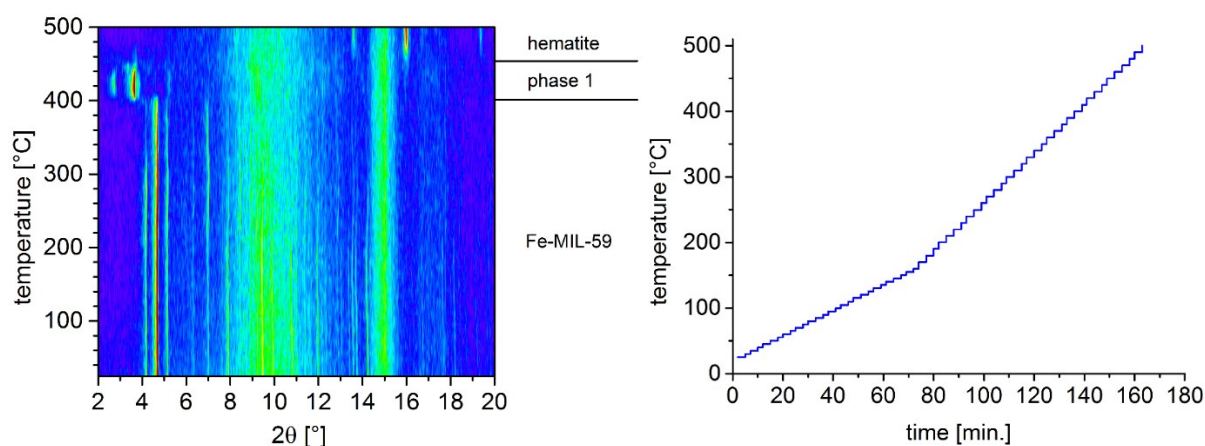 500
400
300
200
100
temperature [°C]
2 4 6 8 10 12 14 16 18 20
2θ [°]
hematite
phase 1
Fe-MIL-59
500
400
300
200
100
0
temperature [°C]
0 20 40 60 80 100 120 140 160 180
time [min.]